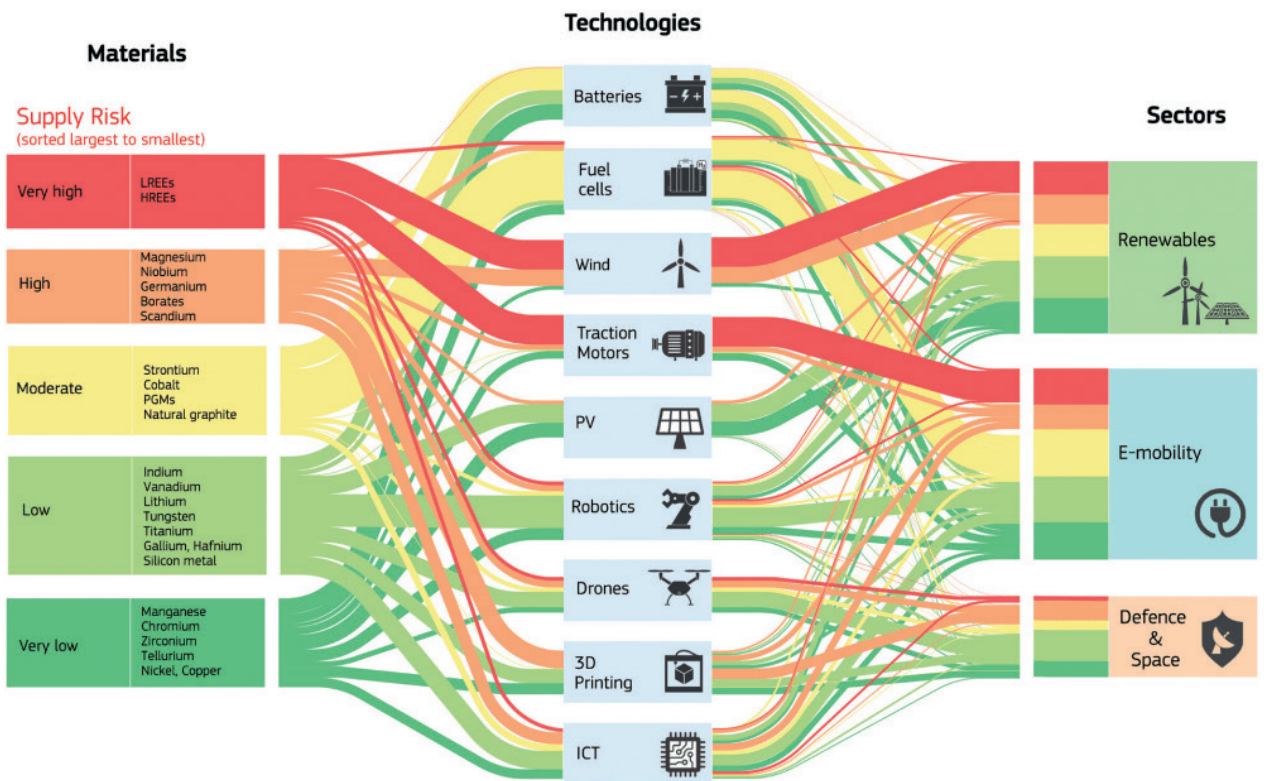 Technologies
Materials
Supply Risk
(sorted largest to smallest)
Very high
LREEs
HREEs
High
Magnesium
Niobium
Germanium
Borates
Scandium
Moderate
Strontium
Cobalt
PGMs
Natural graphite
Low
Indium
Vanadium
Lithium
Tungsten
Titanium
Gallium, Hafnium
Silicon metal
Very low
Manganese
Chromium
Zirconium
Tellurium
Nickel, Copper
Batteries
Fuel
cells
H₂
Wind
Traction
Motors
PV
Robotics
Drones
3D
Printing
ICT
Sectors
Renewables
E-mobility
Defence
&
Space